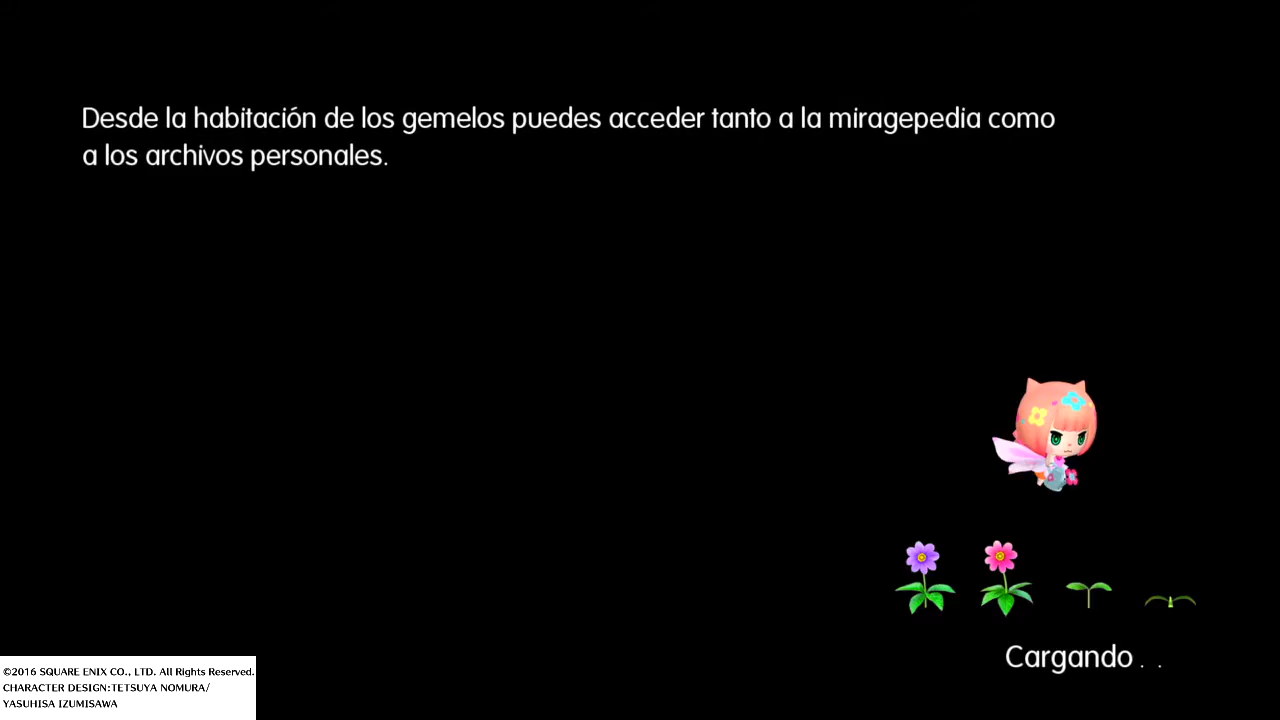 Desde la habitación de los gemelos puedes acceder tanto a la miragepedia como
a los archivos personales.
Cargando . .
©2016 SQUARE ENIX CO., LTD. All Rights Reserved.
CHARACTER DESIGN:TETSUYA NOMURA/
YASUHISA IZUMISAWA